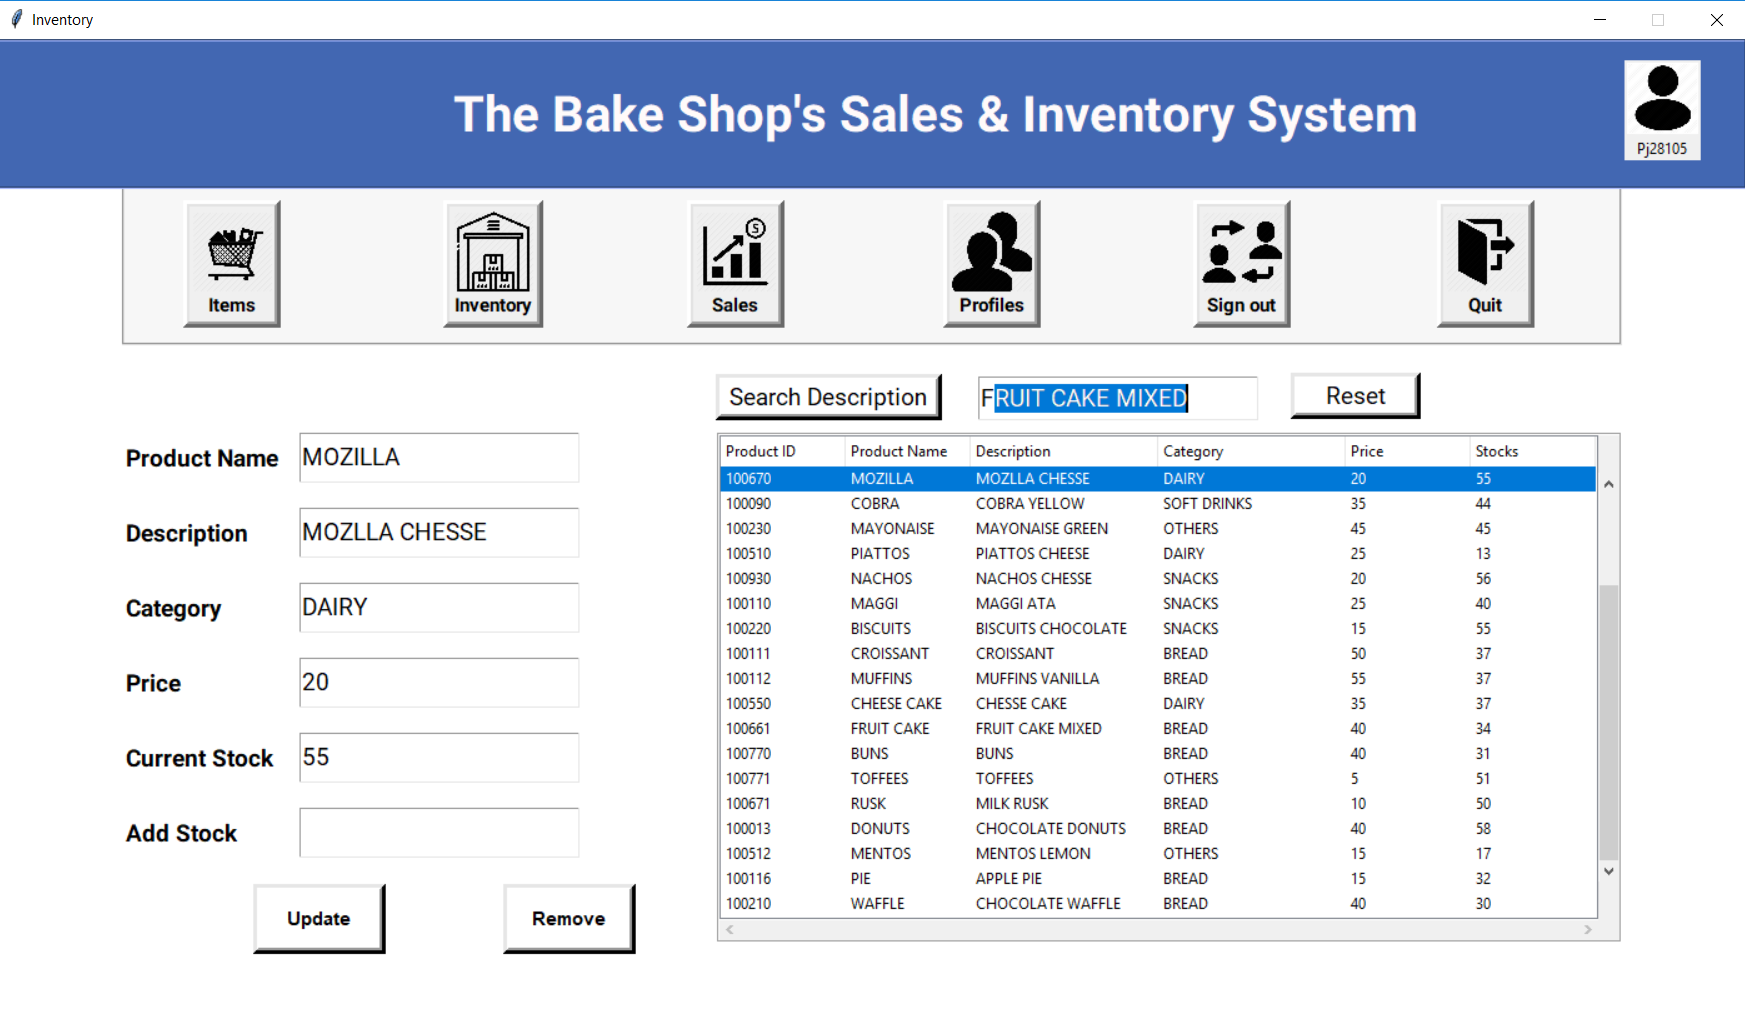 Inventory
The Bake Shop's Sales & Inventory System
Pj28105
Items Inventory Sales Profiles Sign out Quit
Search Description FRUIT CAKE MIXED Reset
Product Name MOZILLA
Description MOZLLA CHESSE
Category DAIRY
Price 20
Current Stock 55
Add Stock
Update Remove
Product ID Product Name Description Category Price Stocks
100670 MOZILLA MOZLLA CHESSE DAIRY 20 55
100090 COBRA COBRA YELLOW SOFT DRINKS 35 44
100230 MAYONAISE MAYONAISE GREEN OTHERS 45 45
100510 PIATTOS PIATTOS CHEESE DAIRY 25 13
100930 NACHOS NACHOS CHESSE SNACKS 20 56
100110 MAGGI MAGGI ATA SNACKS 25 40
100220 BISCUITS BISCUITS CHOCOLATE SNACKS 15 55
100111 CROISSANT CROISSANT BREAD 50 37
100112 MUFFINS MUFFINS VANILLA BREAD 55 37
100550 CHEESE CAKE CHESSE CAKE DAIRY 35 37
100661 FRUIT CAKE FRUIT CAKE MIXED BREAD 40 34
100770 BUNS BUNS BREAD 40 31
100771 TOFFEES TOFFEES OTHERS 5 51
100671 RUSK MILK RUSK BREAD 10 50
100013 DONUTS CHOCOLATE DONUTS BREAD 40 58
100512 MENTOS MENTOS LEMON OTHERS 15 17
100116 PIE APPLE PIE BREAD 15 32
100210 WAFFLE CHOCOLATE WAFFLE BREAD 40 30